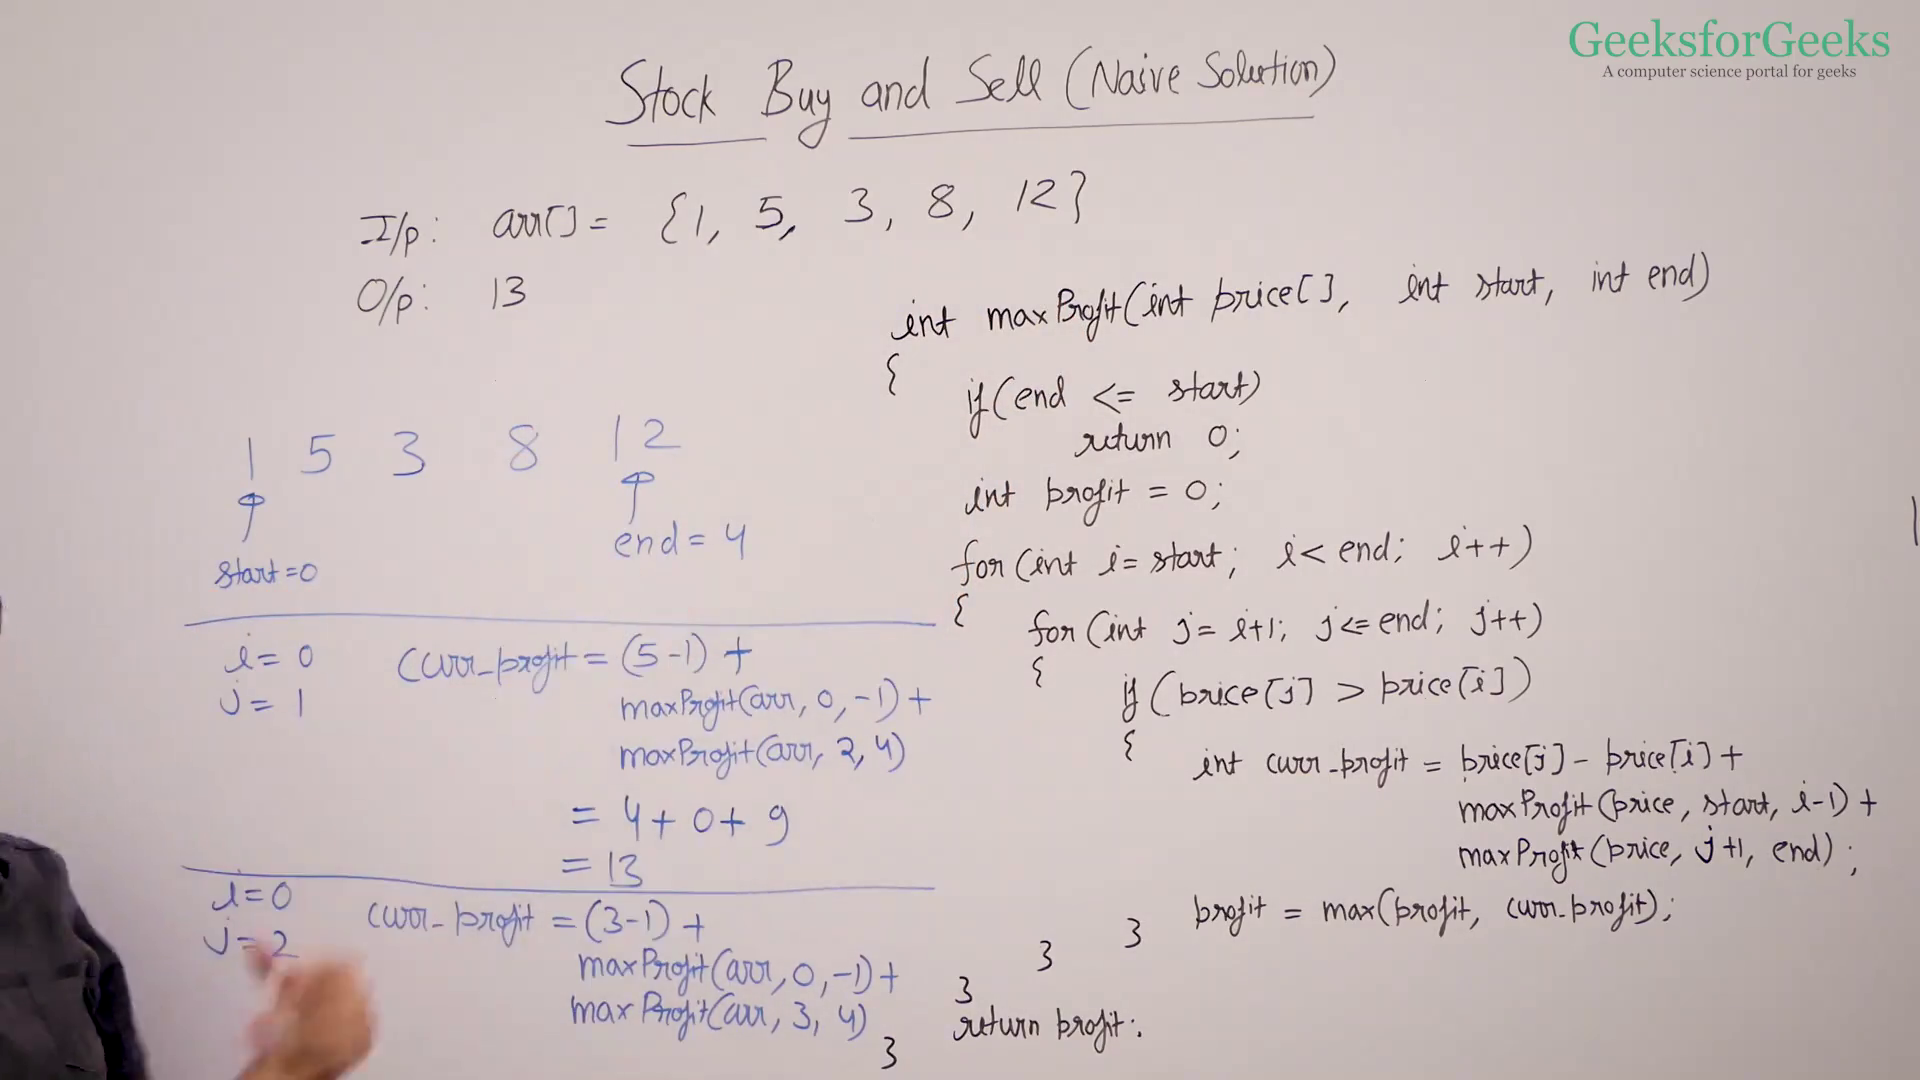 GeeksforGeeks
A computer science portal for geeks
Stock Buy and Sell (Naive Solution)
I/p: arr[] = {1, 5, 3, 8, 12}
O/p: 13
1 5 3 8 12
start=0
end = 4
i = 0
j = 1
curr_profit = (5-1) +
maxProfit(arr, 0, -1) +
maxProfit(arr, 2, 4)
= 4 + 0 + 9
= 13
i=0
j=2
curr_profit = (3-1) +
maxProfit(arr, 0, -1) +
maxProfit(arr, 3, 4)
int maxProfit(int price[], int start, int end)
{
if(end <= start)
return 0;
int profit = 0;
for(int i= start; i< end; i++)
{
for(int j= i+1; j<= end; j++)
{
if(price[j] > price[i])
{
int curr_profit = price[j] - price[i] +
maxProfit(price, start, i-1) +
maxProfit(price, j+1, end);
profit = max(profit, curr_profit);
}
}
}
return profit;
}